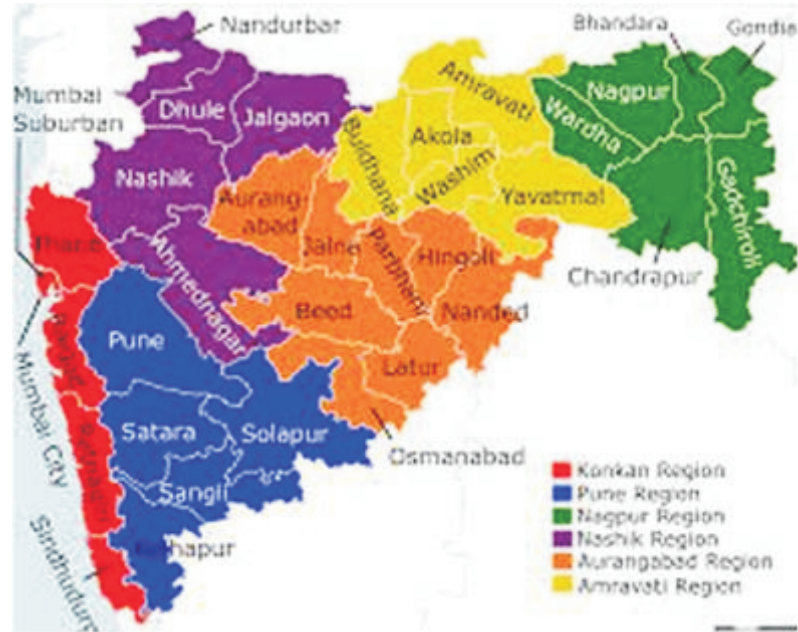 Nandurbar
Bhandara
Gondia
Mumbai
Suburban
Dhule
Jalgaon
Amravati
Nagpur
Wardha
Akola
Buldhana
Washim
Nashik
Yavatmal
Gadchiroli
Aurang-
abad
Jalna
Parbhani
Hingoli
Thane
Ahmednagar
Chandrapur
Beed
Nanded
Pune
Raigad
Latur
Mumbai City
Satara
Solapur
Osmanabad
Ratnagiri
Sangli
Sindhudurg
Konkan Region
Pune Region
Nagpur Region
Nashik Region
Aurangabad Region
Amravati Region